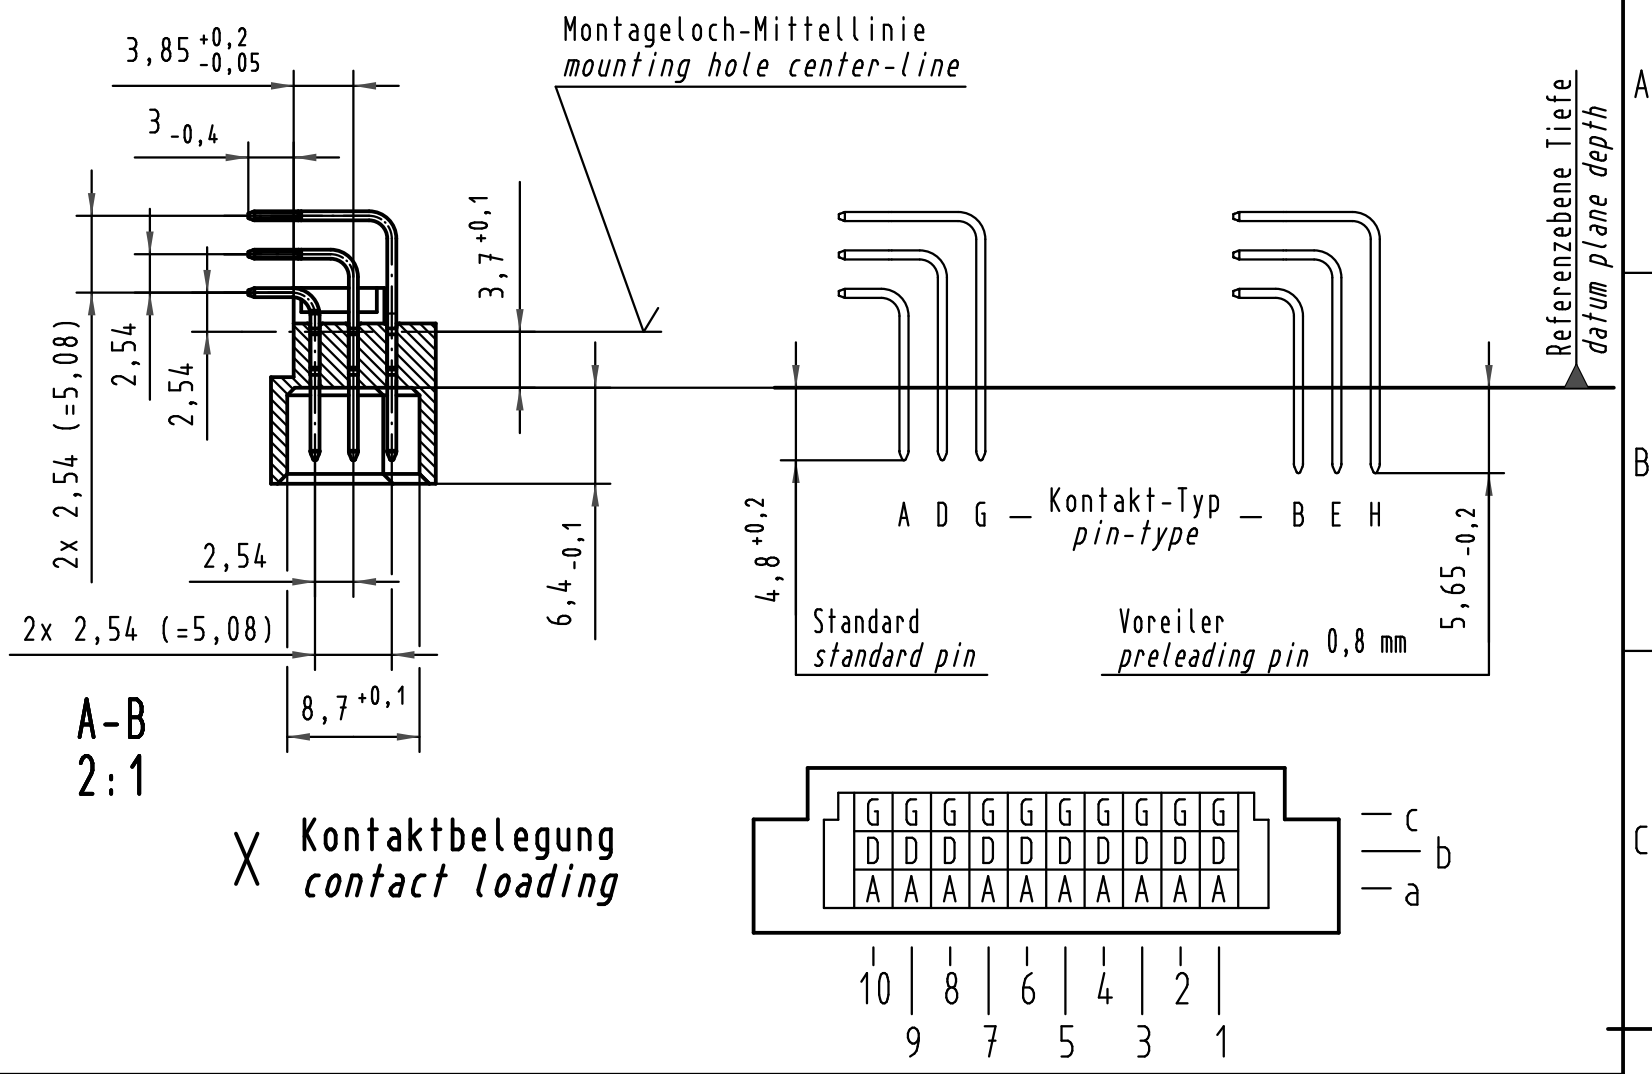 Montageloch-Mittellinie
mounting hole center-line
3,85 +0,2 -0,05
3 -0,4
3,7 +0,1
2x 2,54 (=5,08)
2,54
2,54
2,54
2x 2,54 (=5,08)
8,7 +0,1
6,4 -0,1
A-B
2:1
Referenzebene Tiefe
datum plane depth
A D G — Kontakt-Typ — B E H
pin-type
4,8 +0,2
5,65 -0,2
Standard
standard pin
Voreiler
preleading pin 0,8 mm
X Kontaktbelegung
contact loading
G G G G G G G G G G — c
D D D D D D D D D D — b
A A A A A A A A A A — a
10 8 6 4 2
9 7 5 3 1
A
B
C